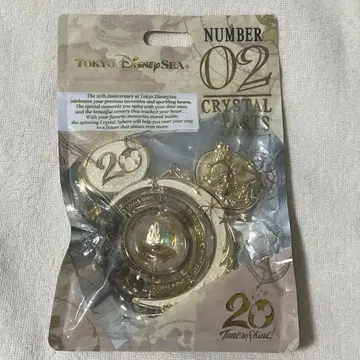 NUMBER
02
CRYSTAL
TOKYO DISNEYSEA®
The 20th Anniversary at Tokyo DisneySea
celebrate your precious memories and sparkling hearts.
The special moments you spent with your dear ones,
and the beautiful scenery that touched your heart...
With your favorite memories stored inside,
the spinning Crystal Sphere will help you steer your way
to a future that shines even more.
20
20
Time to Shine!